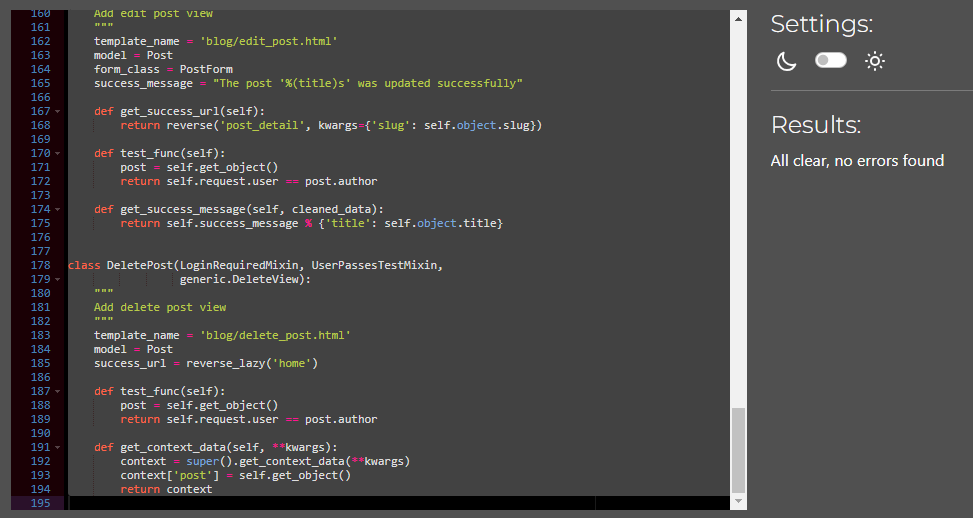 160 Add edit post view
161 """
162 template_name = 'blog/edit_post.html'
163 model = Post
164 form_class = PostForm
165 success_message = "The post '%(title)s' was updated successfully"
166
167 def get_success_url(self):
168 return reverse('post_detail', kwargs={'slug': self.object.slug})
169
170 def test_func(self):
171 post = self.get_object()
172 return self.request.user == post.author
173
174 def get_success_message(self, cleaned_data):
175 return self.success_message % {'title': self.object.title}
176
177
178 class DeletePost(LoginRequiredMixin, UserPassesTestMixin,
179 generic.DeleteView):
180 """
181 Add delete post view
182 """
183 template_name = 'blog/delete_post.html'
184 model = Post
185 success_url = reverse_lazy('home')
186
187 def test_func(self):
188 post = self.get_object()
189 return self.request.user == post.author
190
191 def get_context_data(self, **kwargs):
192 context = super().get_context_data(**kwargs)
193 context['post'] = self.get_object()
194 return context
195
Settings:
Results:
All clear, no errors found